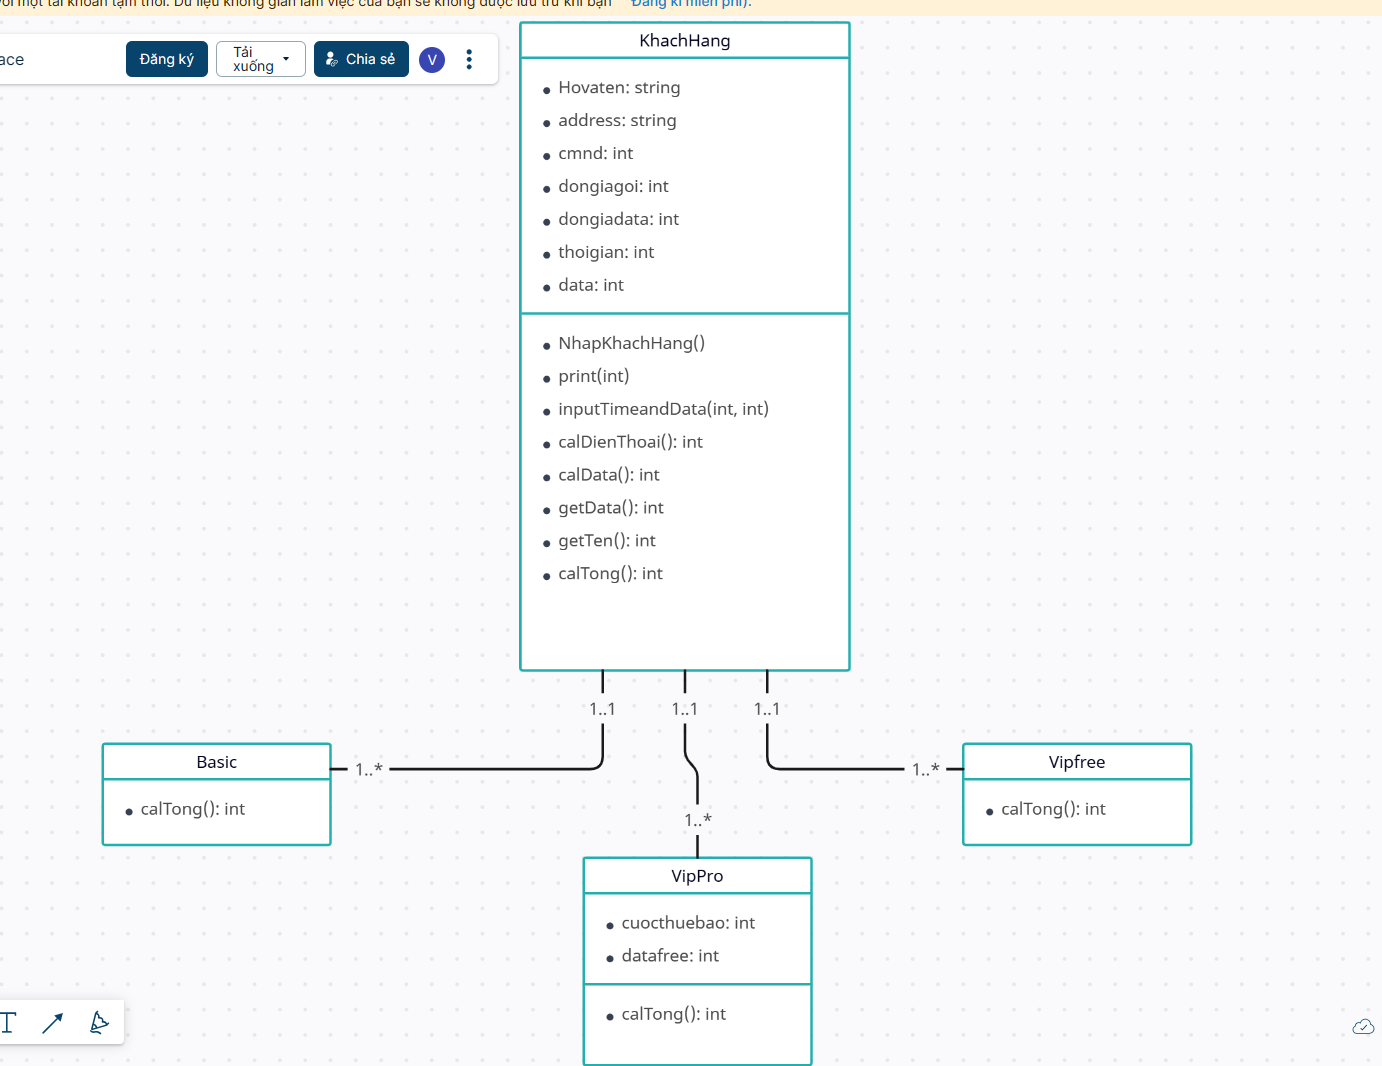 với một tài khoản tạm thời. Dữ liệu không gian làm việc của bạn sẽ không được lưu trữ khi bạn Đăng kí miễn phí).
ace
Đăng ký
Tải
xuống
Chia sẻ
V
KhachHang
Hovaten: string
address: string
cmnd: int
dongiagoi: int
dongiadata: int
thoigian: int
data: int
NhapKhachHang()
print(int)
inputTimeandData(int, int)
calDienThoai(): int
calData(): int
getData(): int
getTen(): int
calTong(): int
1..1
1..1
1..1
Basic
calTong(): int
1..*
1..*
1..*
Vipfree
calTong(): int
VipPro
cuocthuebao: int
datafree: int
calTong(): int
T